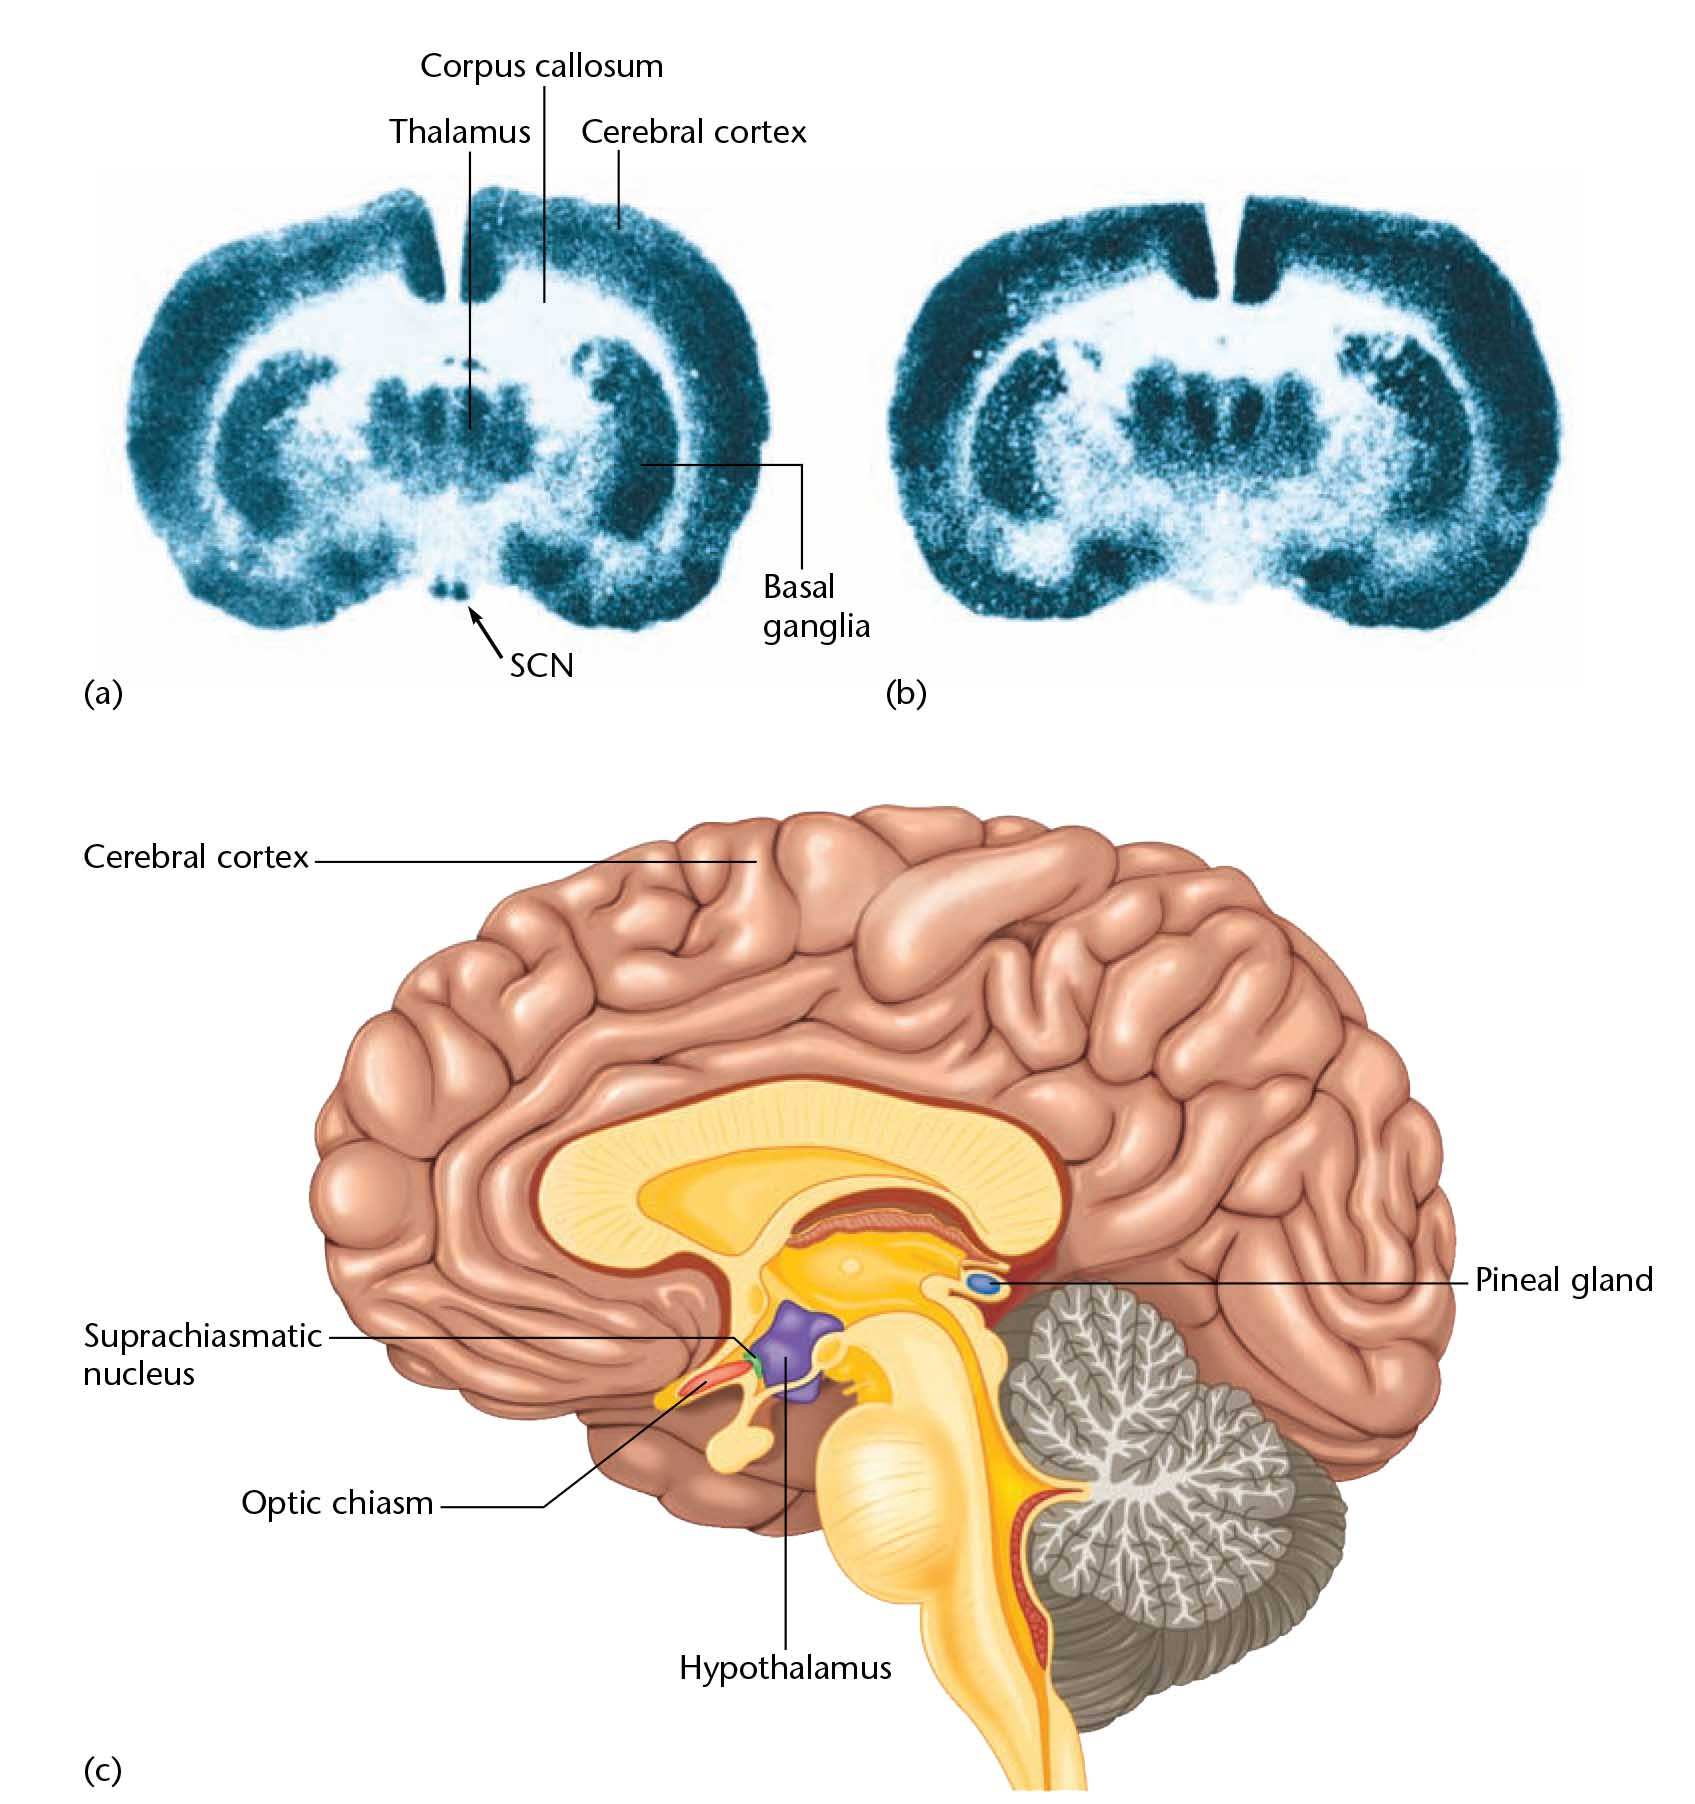 Corpus callosum
Thalamus
Cerebral cortex
Basal
ganglia
SCN
(a)
(b)
Cerebral cortex
Pineal gland
Suprachiasmatic
nucleus
Optic chiasm
Hypothalamus
(c)